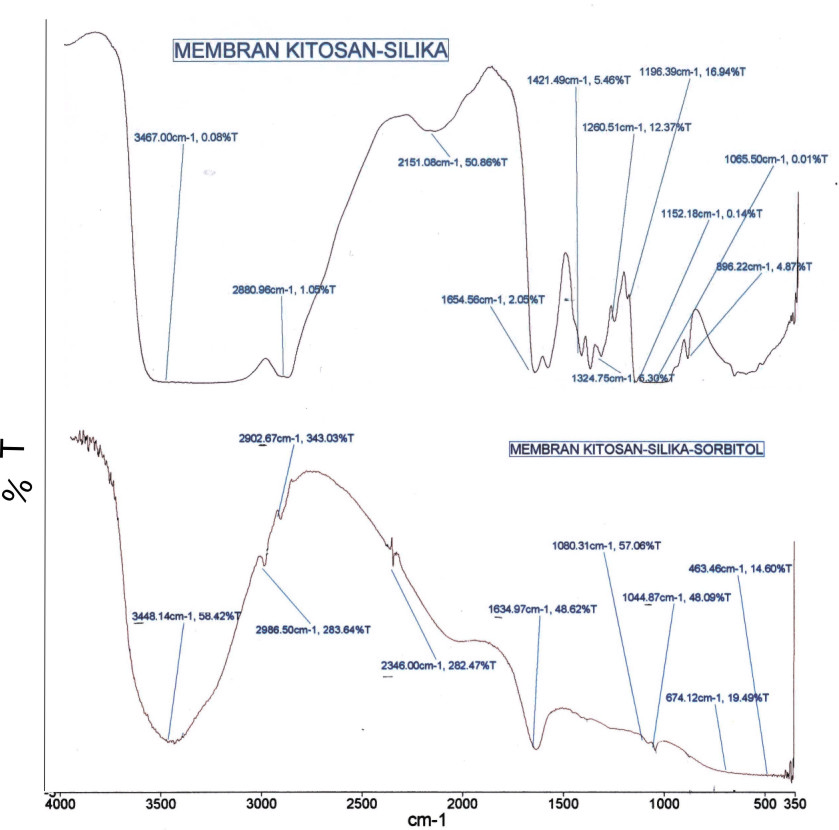 MEMBRAN KITOSAN-SILIKA
1421.49cm-1, 5.46%T
1196.39cm-1, 16.94%T
3467.00cm-1, 0.08%T
1260.51cm-1, 12.37%T
2151.08cm-1, 50.86%T
1065.50cm-1, 0.01%T
1152.18cm-1, 0.14%T
896.22cm-1, 4.87%T
2880.96cm-1, 1.05%T
1654.56cm-1, 2.05%T
1324.75cm-1, 6.30%T
% T
2902.67cm-1, 343.03%T
MEMBRAN KITOSAN-SILIKA-SORBITOL
1080.31cm-1, 57.06%T
463.46cm-1, 14.60%T
3448.14cm-1, 58.42%T
1634.97cm-1, 48.62%T
1044.87cm-1, 48.09%T
2986.50cm-1, 283.64%T
2346.00cm-1, 282.47%T
674.12cm-1, 19.49%T
4000 3500 3000 2500 2000 1500 1000 500 350
cm-1